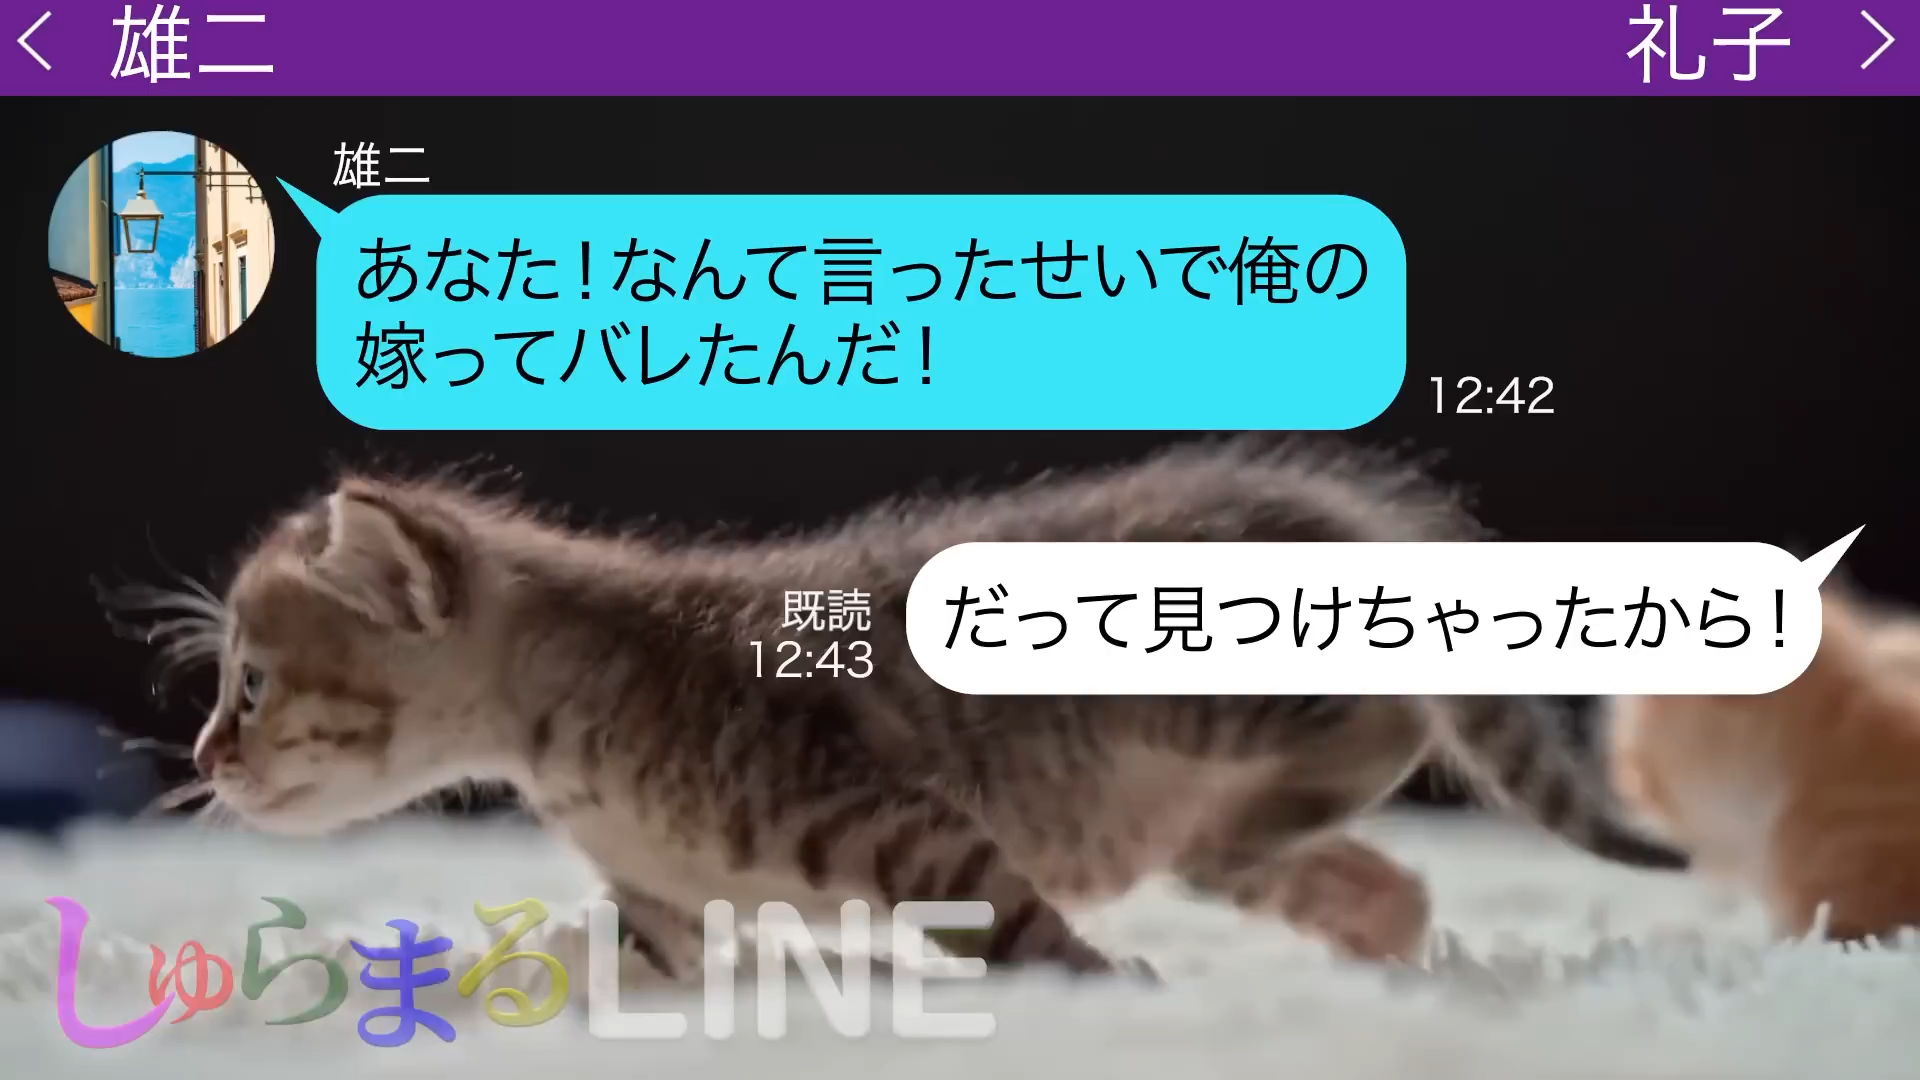 雄二
礼子
雄二
あなた！なんて言ったせいで俺の
嫁ってバレたんだ！
12:42
だって見つけちゃったから！
既読
12:43
しゅらまるLINE